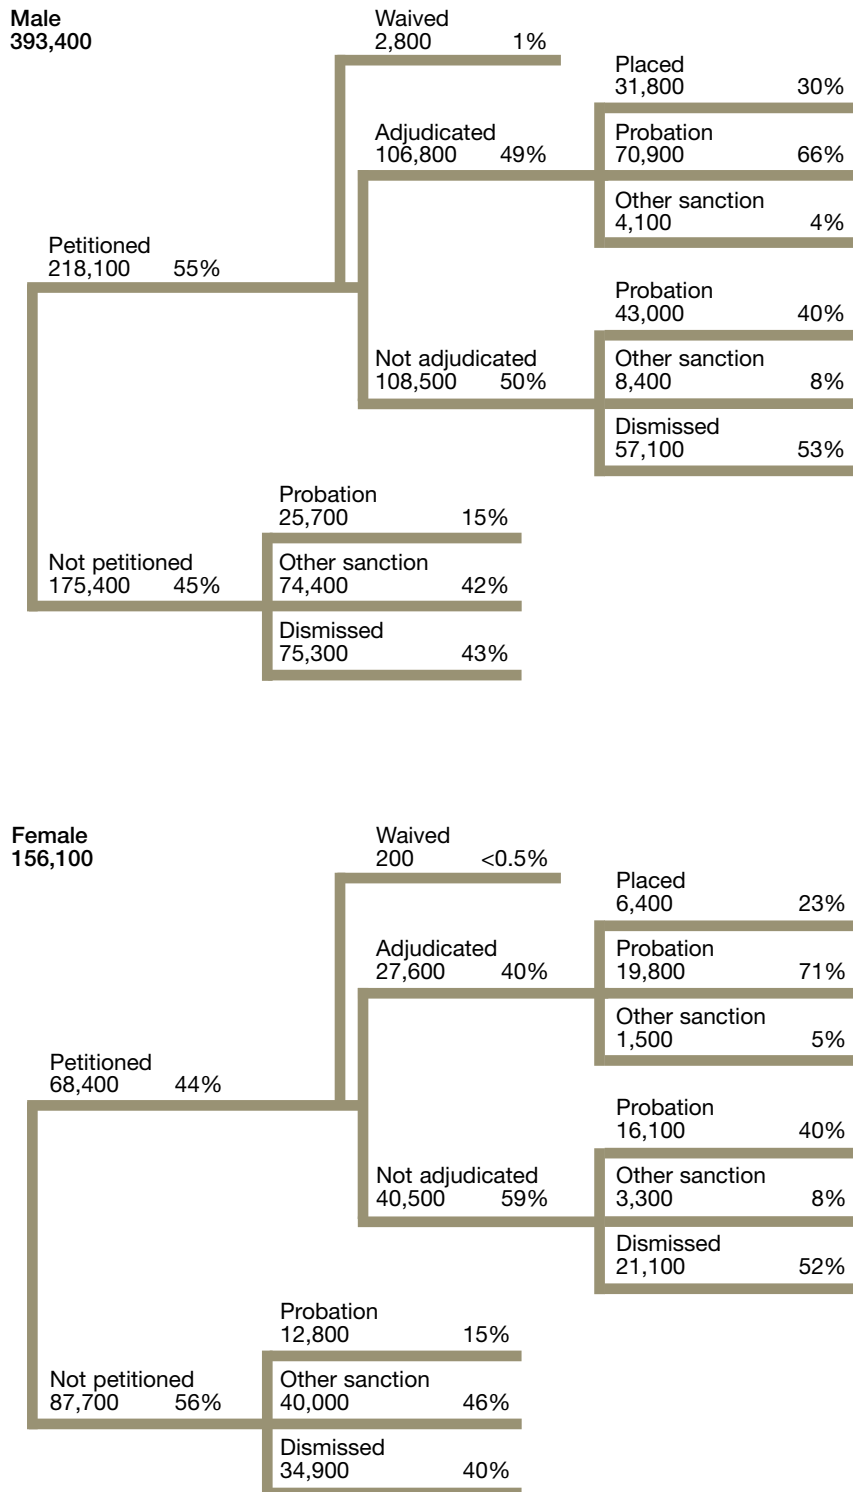 Male
393,400
Waived
2,800 1%
Placed
31,800 30%
Adjudicated
106,800 49%
Probation
70,900 66%
Other sanction
4,100 4%
Petitioned
218,100 55%
Probation
43,000 40%
Not adjudicated
108,500 50%
Other sanction
8,400 8%
Dismissed
57,100 53%
Probation
25,700 15%
Not petitioned
175,400 45%
Other sanction
74,400 42%
Dismissed
75,300 43%
Female
156,100
Waived
200 <0.5%
Placed
6,400 23%
Adjudicated
27,600 40%
Probation
19,800 71%
Other sanction
1,500 5%
Petitioned
68,400 44%
Probation
16,100 40%
Not adjudicated
40,500 59%
Other sanction
3,300 8%
Dismissed
21,100 52%
Probation
12,800 15%
Not petitioned
87,700 56%
Other sanction
40,000 46%
Dismissed
34,900 40%